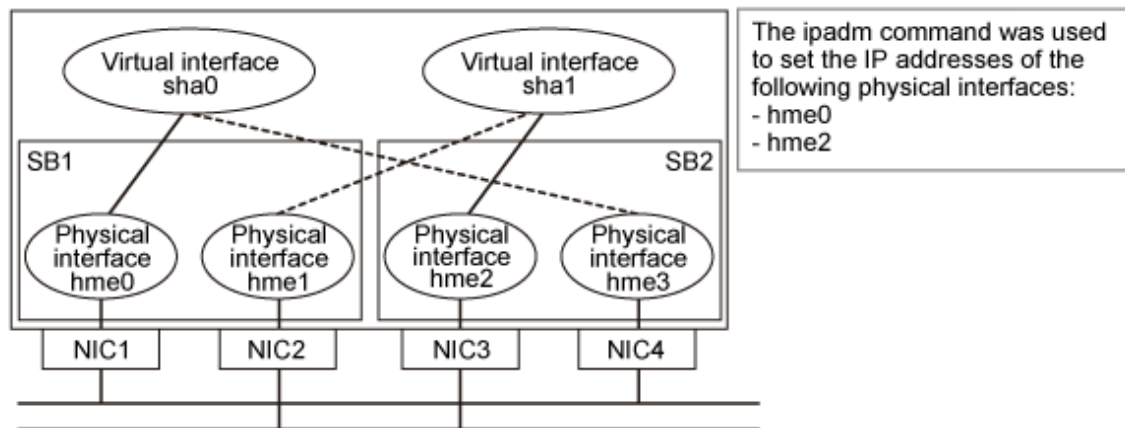 Virtual interface
sha0
Virtual interface
sha1
The ipadm command was used
to set the IP addresses of the
following physical interfaces:
- hme0
- hme2
SB1
SB2
Physical
interface
hme0
Physical
interface
hme1
Physical
interface
hme2
Physical
interface
hme3
NIC1
NIC2
NIC3
NIC4